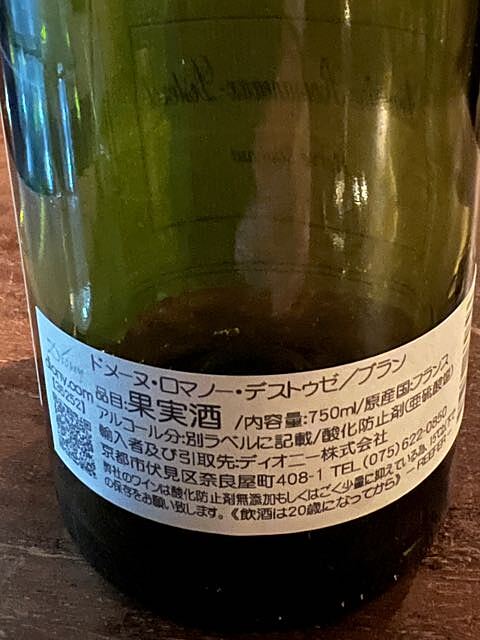 ドメーヌ・ロマノー・デストゥゼ／ブラン
diony.com
品目:果実酒 /内容量:750ml/原産国:フランス
アルコール分:別ラベルに記載/酸化防止剤(亜硫酸塩)
輸入者及び引取先:ディオニー株式会社
京都市伏見区奈良屋町408-1 TEL(075)622-0850
弊社のワインは酸化防止剤無添加もしくはごく少量に抑えている為、15℃以下
の保存をお願い致します。《飲酒は20歳になってから》